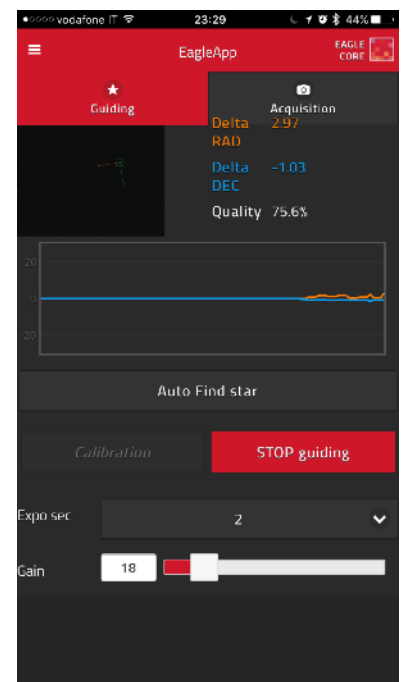 vodafone IT 23:29 44%
EagleApp
EAGLE
CORE
Guiding
Acquisition
Delta 2.97
RAD
Delta -1.03
DEC
Quality 75.6%
20
0
-20
Auto Find star
Calibration
STOP guiding
Expo sec 2
Gain 18